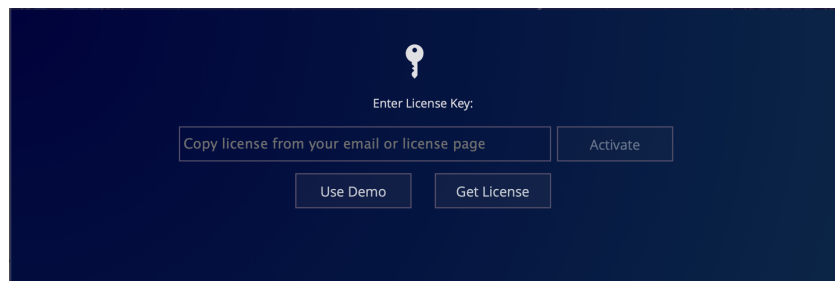 Enter License Key:
Copy license from your email or license page
Activate
Use Demo
Get License